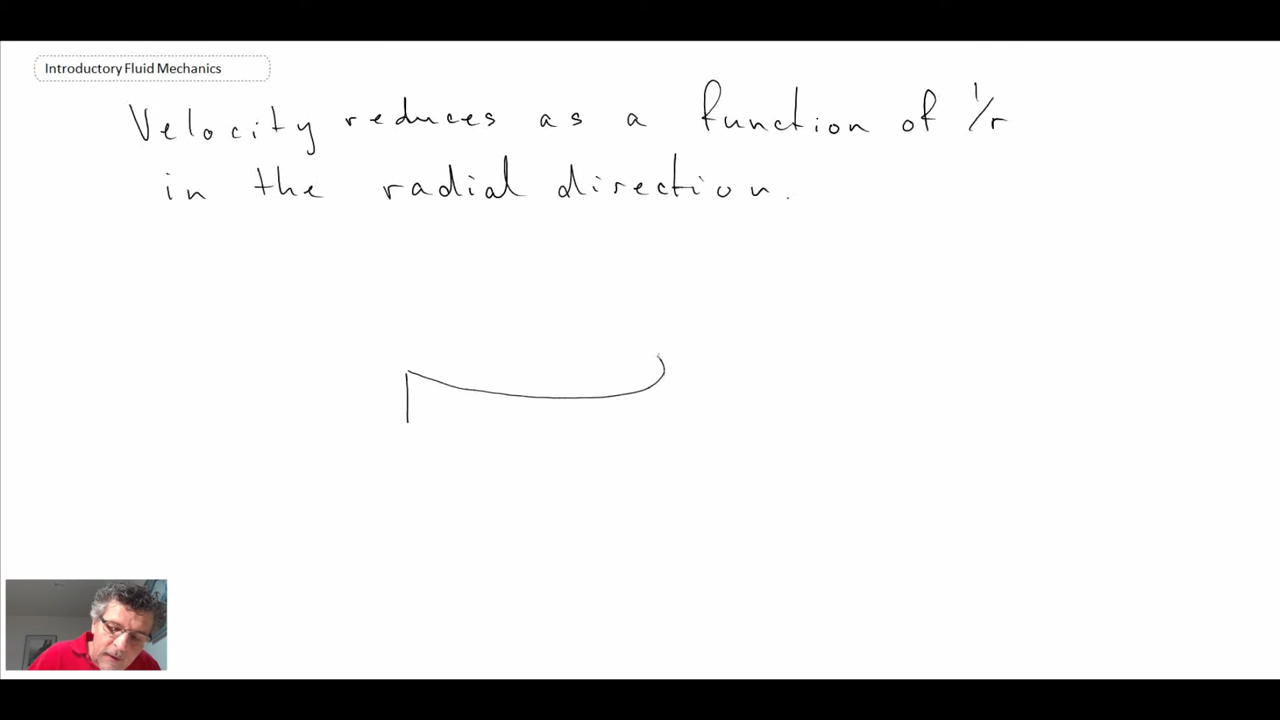 Introductory Fluid Mechanics
Velocity reduces as a function of 1/r
in the radial direction.